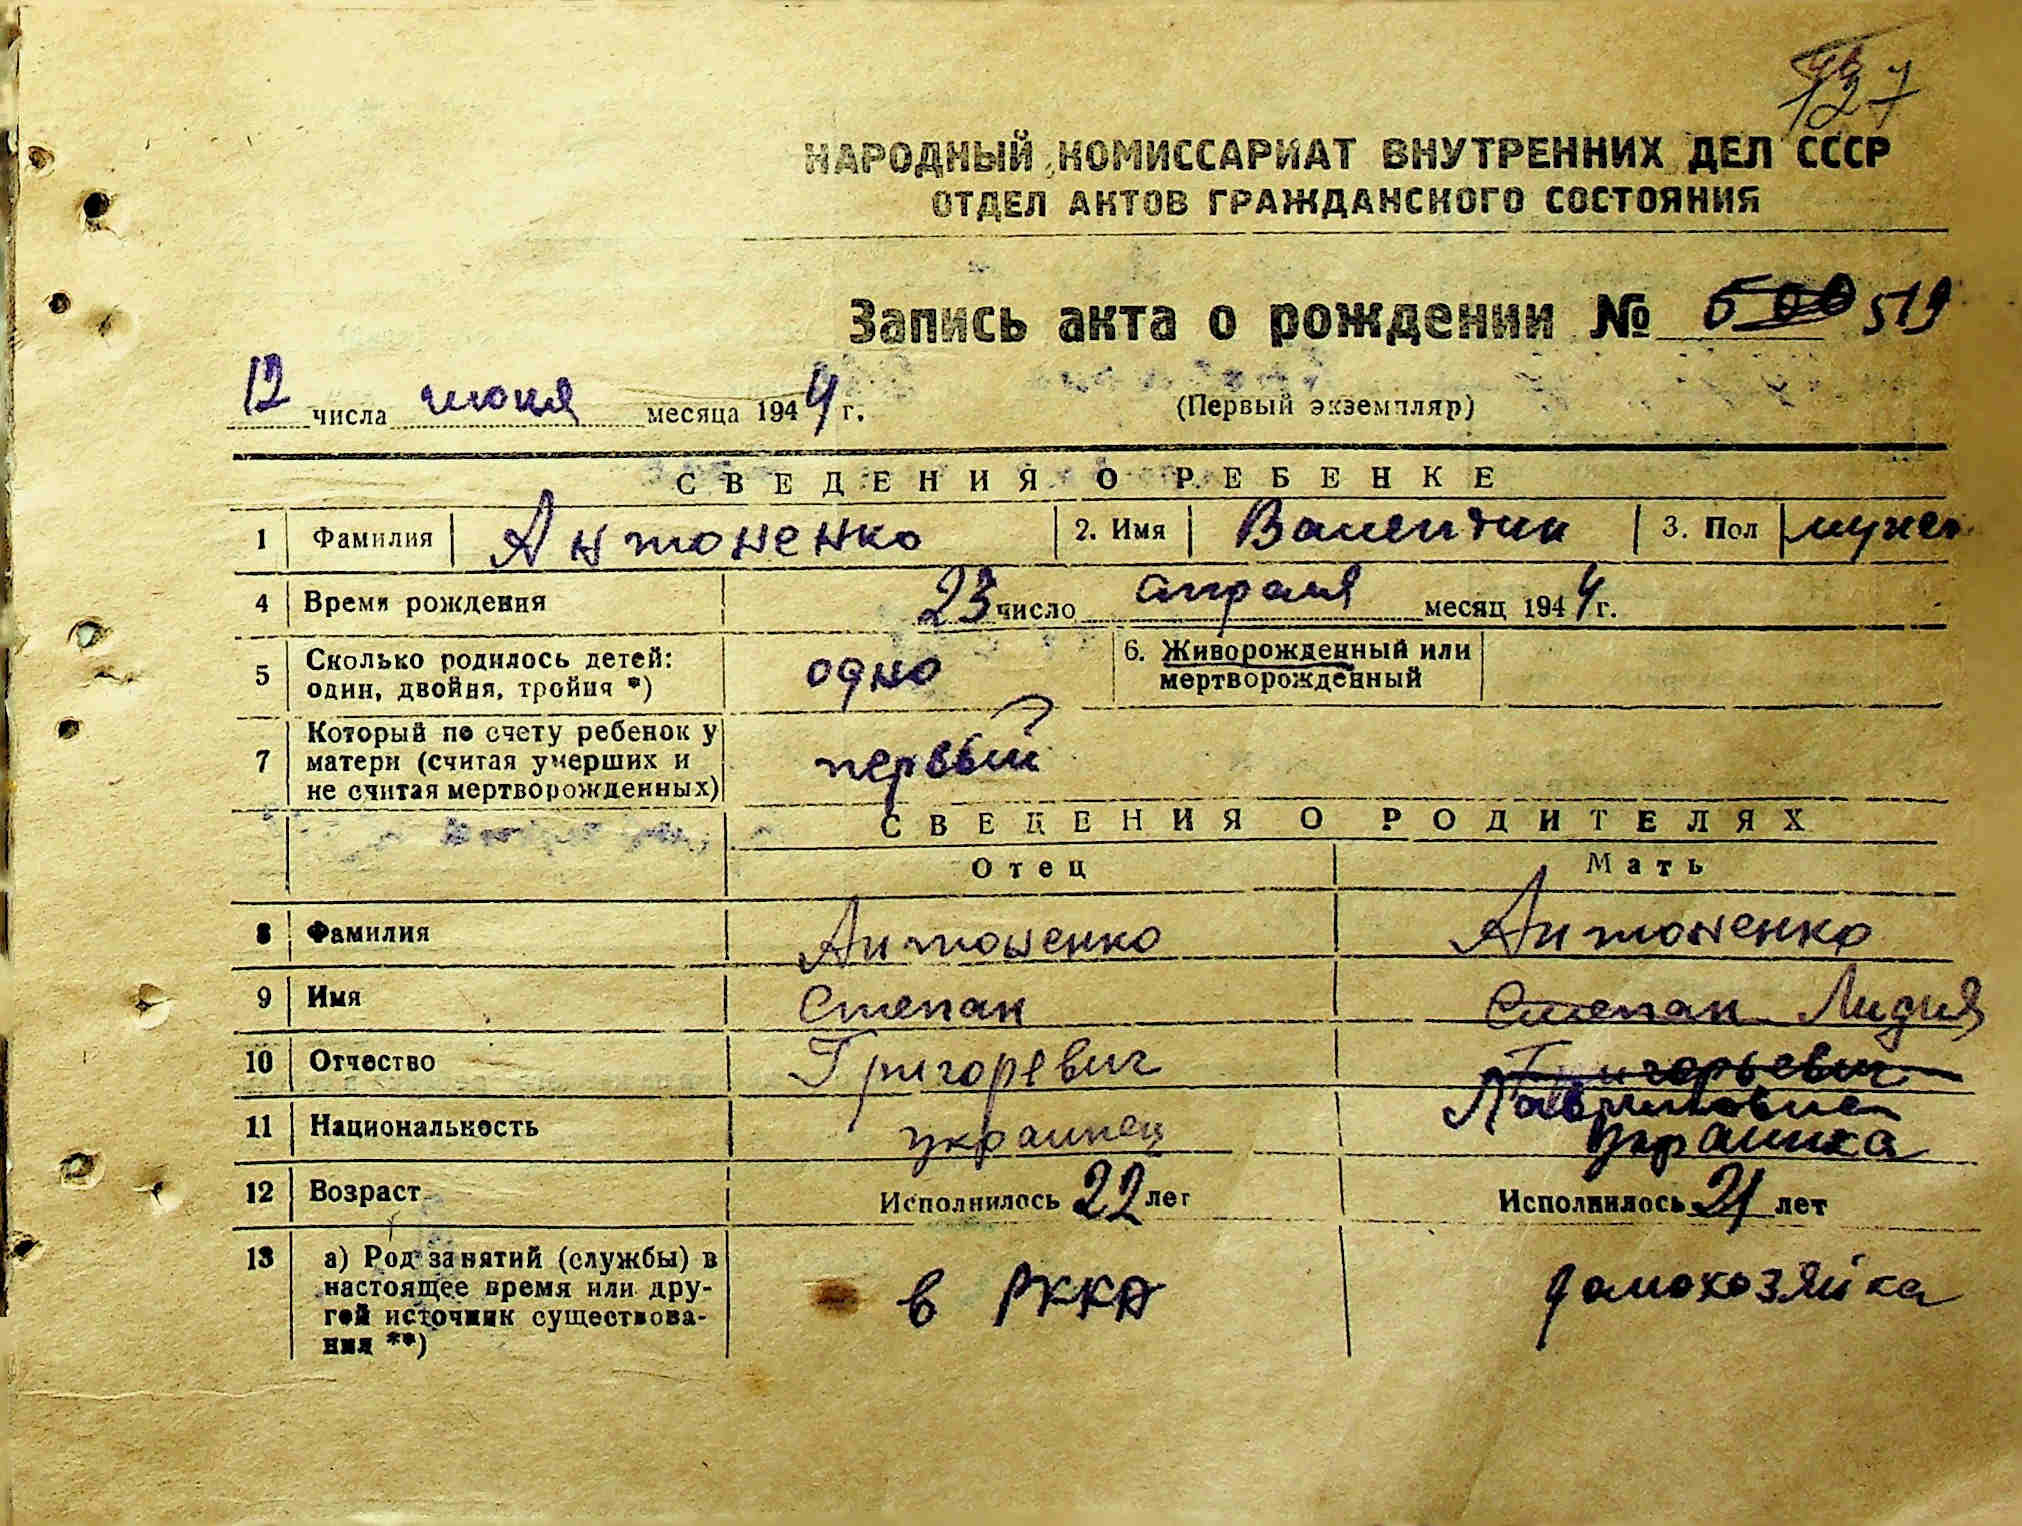 127
НАРОДНЫЙ КОМИССАРИАТ ВНУТРЕННИХ ДЕЛ СССР
ОТДЕЛ АКТОВ ГРАЖДАНСКОГО СОСТОЯНИЯ
Запись акта о рождении № 500 519
12 числа июня месяца 1944 г.
(Первый экземпляр)
СВЕДЕНИЯ О РЕБЕНКЕ
1 Фамилия Антоненко 2. Имя Валентин 3. Пол мужск
4 Время рождения 23 число апреля месяц 1944 г.
5 Сколько родилось детей: один, двойня, тройня *) одно 6. Живорожденный или мертворожденный
7 Который по счету ребенок у матери (считая умерших и не считая мертворожденных) первый
СВЕДЕНИЯ О РОДИТЕЛЯХ
Отец Мать
8 Фамилия Антоненко Антоненко
9 Имя Степан Степан Лидия
10 Отчество Григоревич Григорьевич
11 Национальность украинец украинка
12 Возраст Исполнилось 22 лет Исполнилось 21 лет
13 а) Род занятий (службы) в настоящее время или другой источник существования **) в РККА домохозяйка